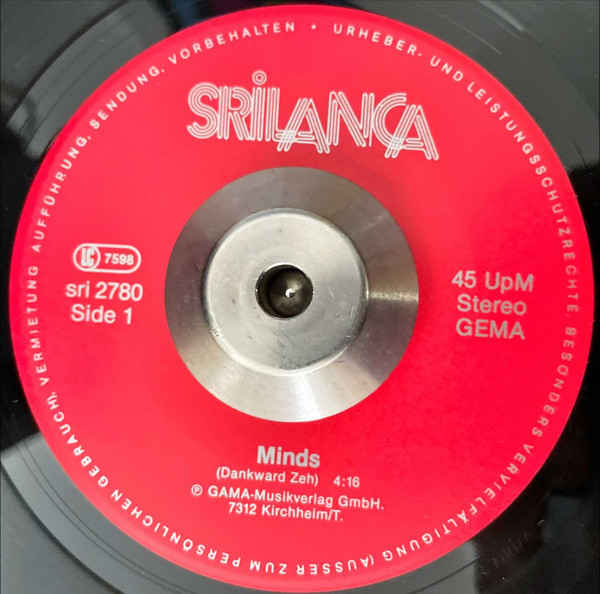 URHEBER- UND LEISTUNGSSCHUTZRECHTE, BESONDERS VERVIELFÄLTIGUNG (AUSSER ZUM PERSÖNLICHEN GEBRAUCH), VERMIETUNG AUFFÜHRUNG, SENDUNG, VORBEHALTEN •
SRILANCA
LC 7598
sri 2780
Side 1
45 UpM
Stereo
GEMA
Minds
(Dankward Zeh) 4:16
℗ GAMA-Musikverlag GmbH.
7312 Kirchheim/T.